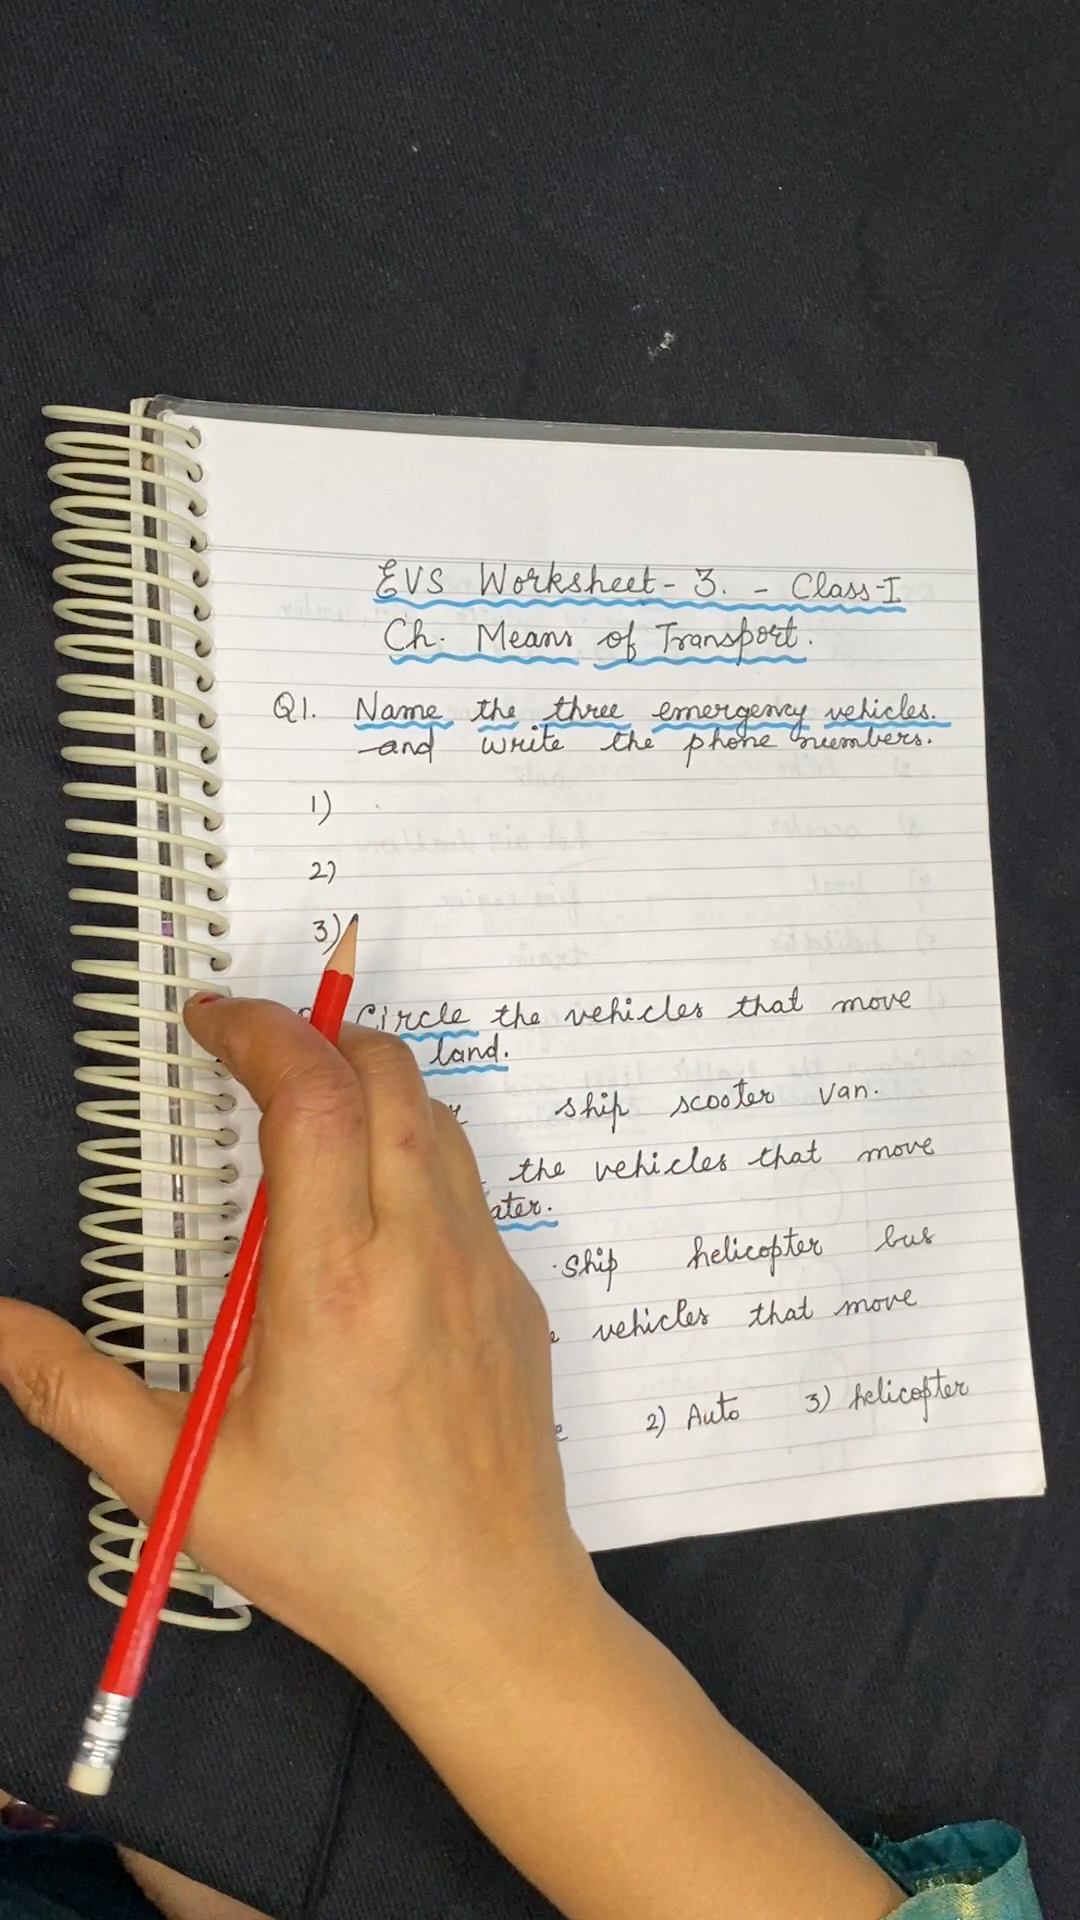 EVS Worksheet - 3. - Class-I
Ch. Means of Transport.
Q1. Name the three emergency vehicles.
and write the phone numbers.
1)
2)
3)
Circle the vehicles that move
land.
ship scooter van.
the vehicles that move
ship helicopter bus
vehicles that move
2) Auto 3) helicopter